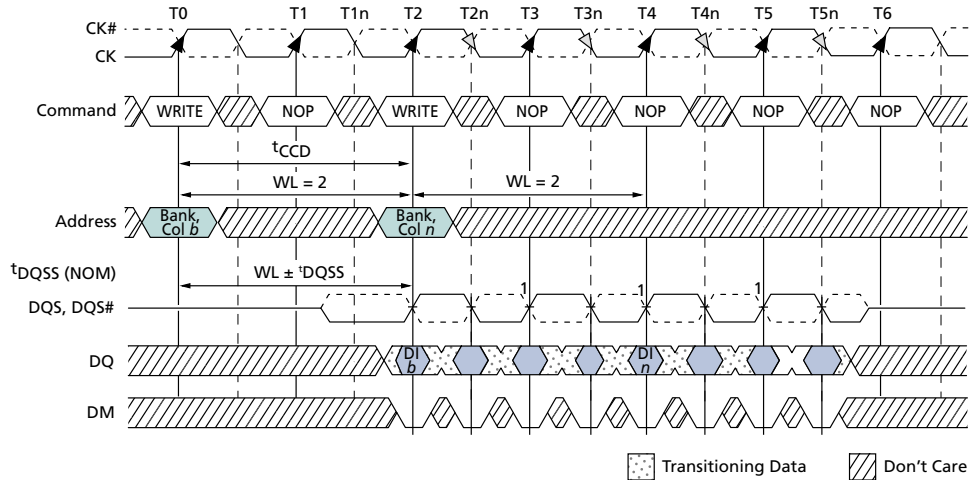 T0 T1 T1n T2 T2n T3 T3n T4 T4n T5 T5n T6
CK#
CK
Command WRITE NOP WRITE NOP NOP NOP NOP
tCCD
WL = 2 WL = 2
Address Bank, Col b Bank, Col n
tDQSS (NOM) WL ± tDQSS
DQS, DQS# 1 1 1
DQ DI b DI n
DM
Transitioning Data Don't Care